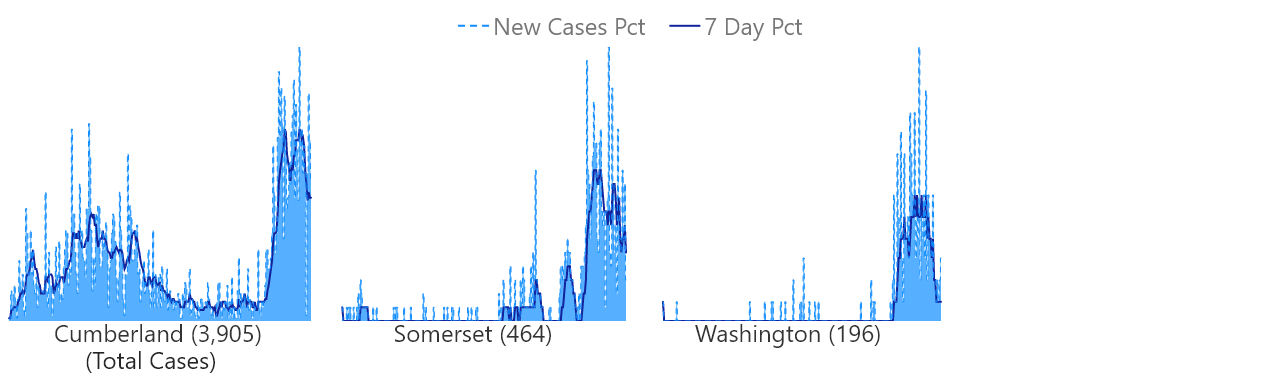 New Cases Pct 7 Day Pct
Cumberland (3,905) Somerset (464) Washington (196)
(Total Cases)